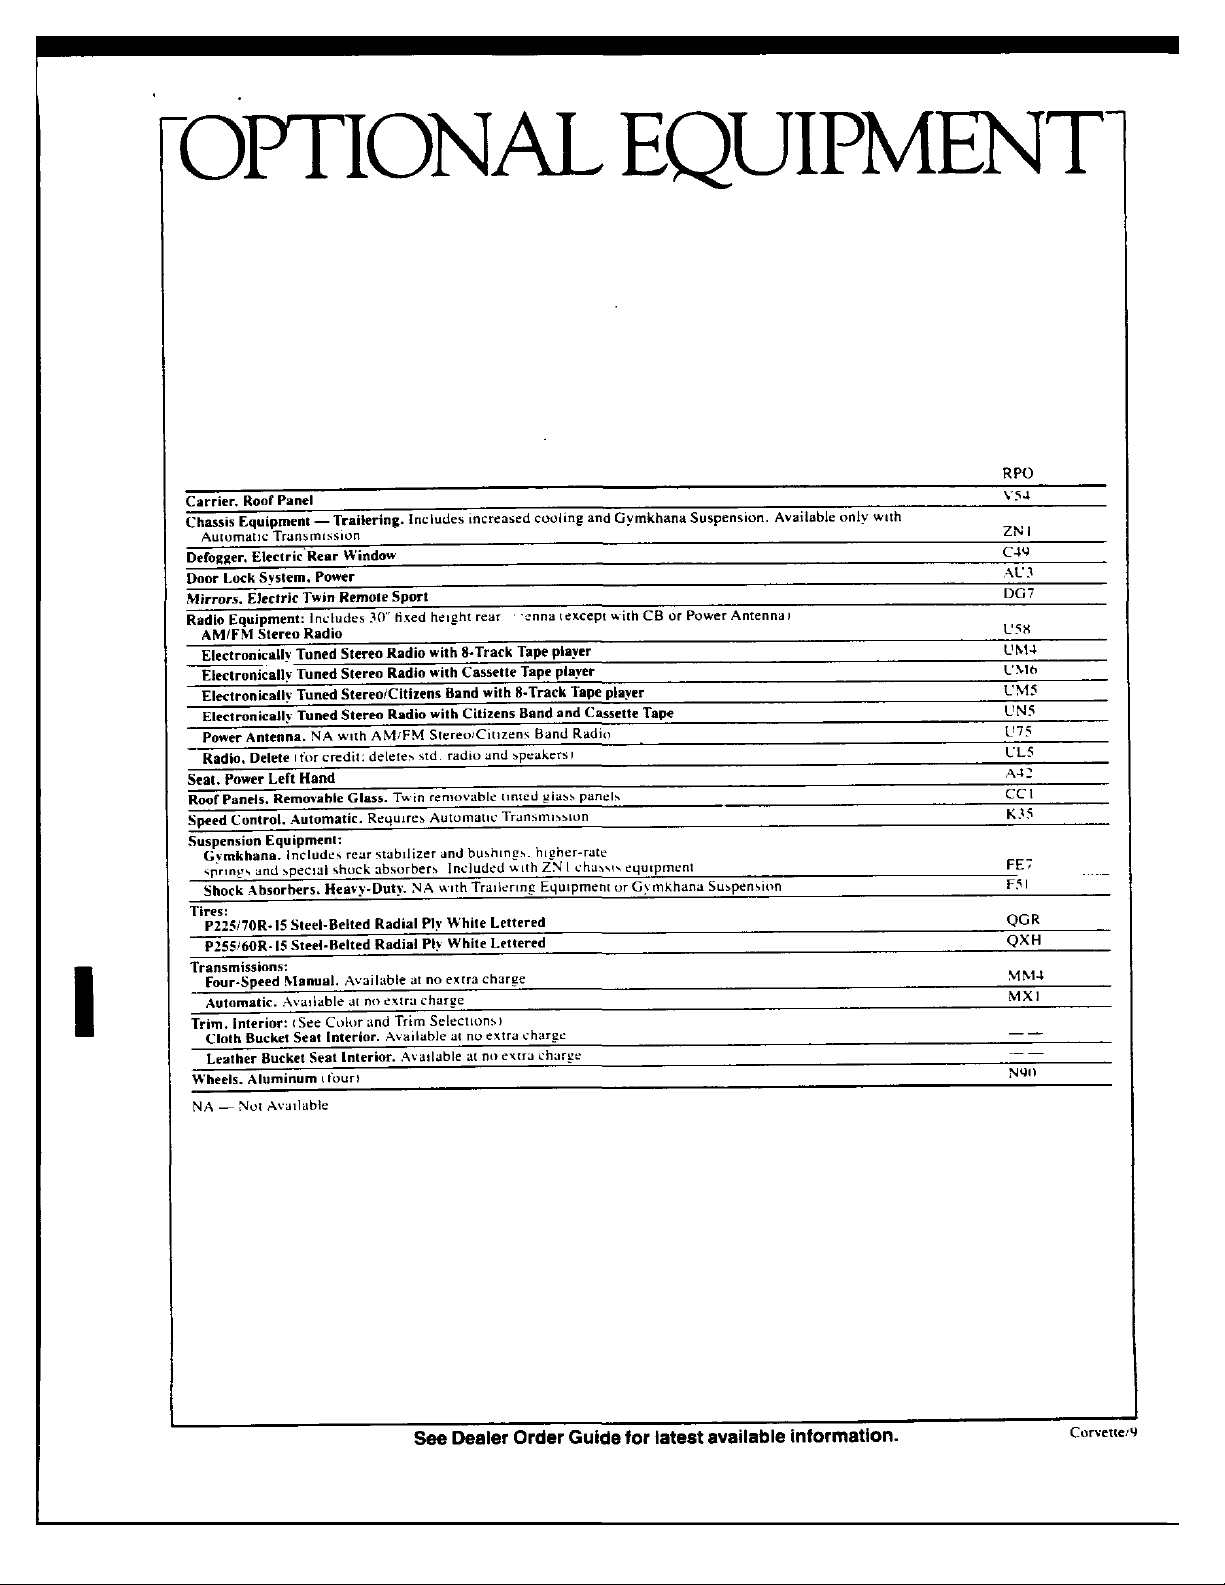 OPTIONAL EQUIPMENT
RPO
Carrier, Roof Panel V54
Chassis Equipment — Trailering. Includes increased cooling and Gymkhana Suspension. Available only with
Automatic Transmission ZN1
Defogger, Electric Rear Window C49
Door Lock System, Power AU3
Mirrors, Electric Twin Remote Sport DG7
Radio Equipment: Includes 30" fixed height rear (except with CB or Power Antenna)
AM/FM Stereo Radio U58
Electronically Tuned Stereo Radio with 8-Track Tape player UM4
Electronically Tuned Stereo Radio with Cassette Tape player UM6
Electronically Tuned Stereo/Citizens Band with 8-Track Tape player UM5
Electronically Tuned Stereo Radio with Citizens Band and Cassette Tape UN5
Power Antenna. NA with AM/FM Stereo/Citizens Band Radio U75
Radio, Delete (for credit; deletes std. radio and speakers) UL5
Seat, Power Left Hand A42
Roof Panels, Removable Glass. Twin removable tinted glass panels CC1
Speed Control, Automatic. Requires Automatic Transmission K35
Suspension Equipment:
Gymkhana. includes rear stabilizer and bushings, higher-rate
springs and special shock absorbers Included with ZN1 chassis equipment FE7
Shock Absorbers, Heavy-Duty. NA with Trailering Equipment or Gymkhana Suspension F51
Tires:
P225/70R-15 Steel-Belted Radial Ply White Lettered QGR
P255/60R-15 Steel-Belted Radial Ply White Lettered QXH
Transmissions:
Four-Speed Manual. Available at no extra charge MM4
Automatic. Available at no extra charge MX1
Trim, Interior: (See Color and Trim Selections)
Cloth Bucket Seat Interior. Available at no extra charge — —
Leather Bucket Seat Interior. Available at no extra charge — —
Wheels, Aluminum (four) N90
NA — Not Available
See Dealer Order Guide for latest available information.
Corvette/9